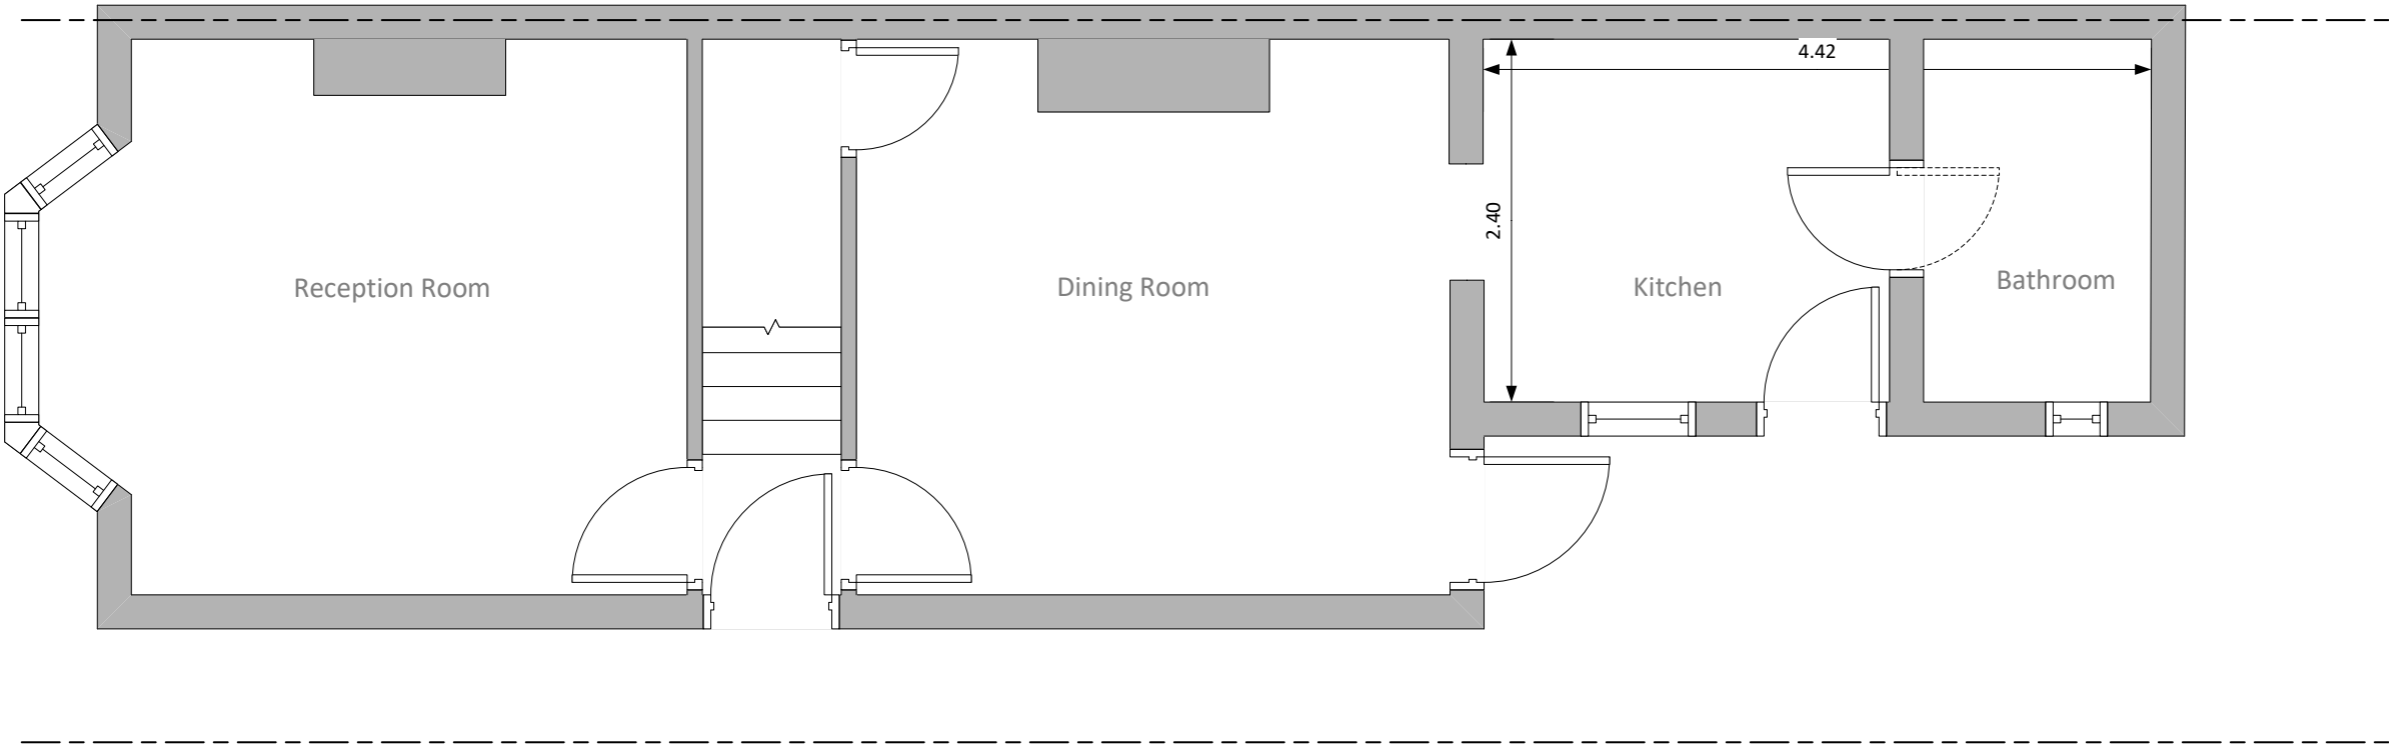 4.42
2.40
Reception Room
Dining Room
Kitchen
Bathroom